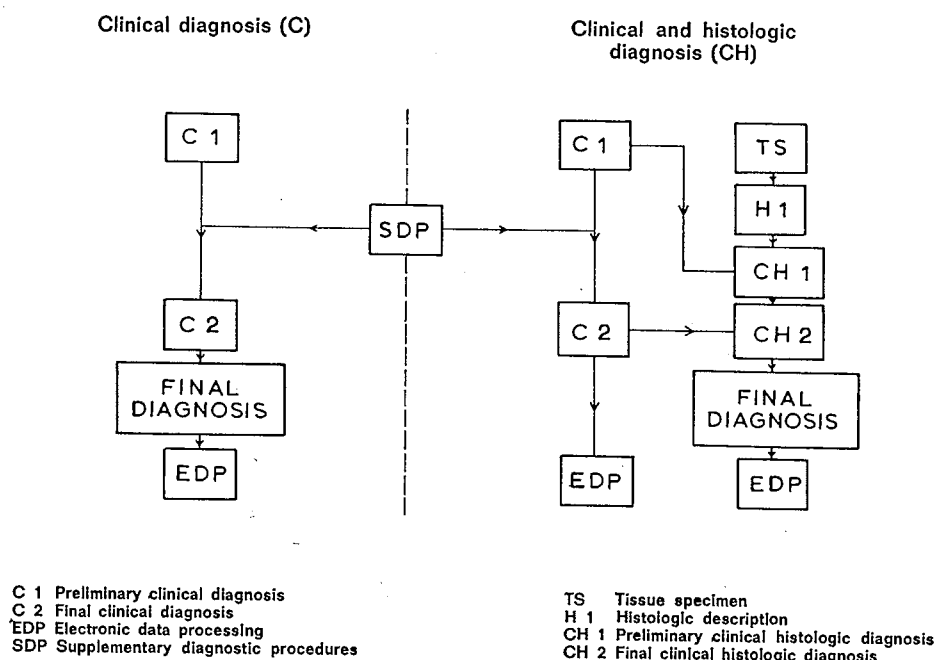 Clinical diagnosis (C)
Clinical and histologic
diagnosis (CH)
C 1
C 1
TS
H 1
SDP
CH 1
C 2
C 2
CH 2
FINAL
DIAGNOSIS
FINAL
DIAGNOSIS
EDP
EDP
EDP
C 1 Preliminary clinical diagnosis
C 2 Final clinical diagnosis
EDP Electronic data processing
SDP Supplementary diagnostic procedures
TS Tissue specimen
H 1 Histologic description
CH 1 Preliminary clinical histologic diagnosis
CH 2 Final clinical histologic diagnosis